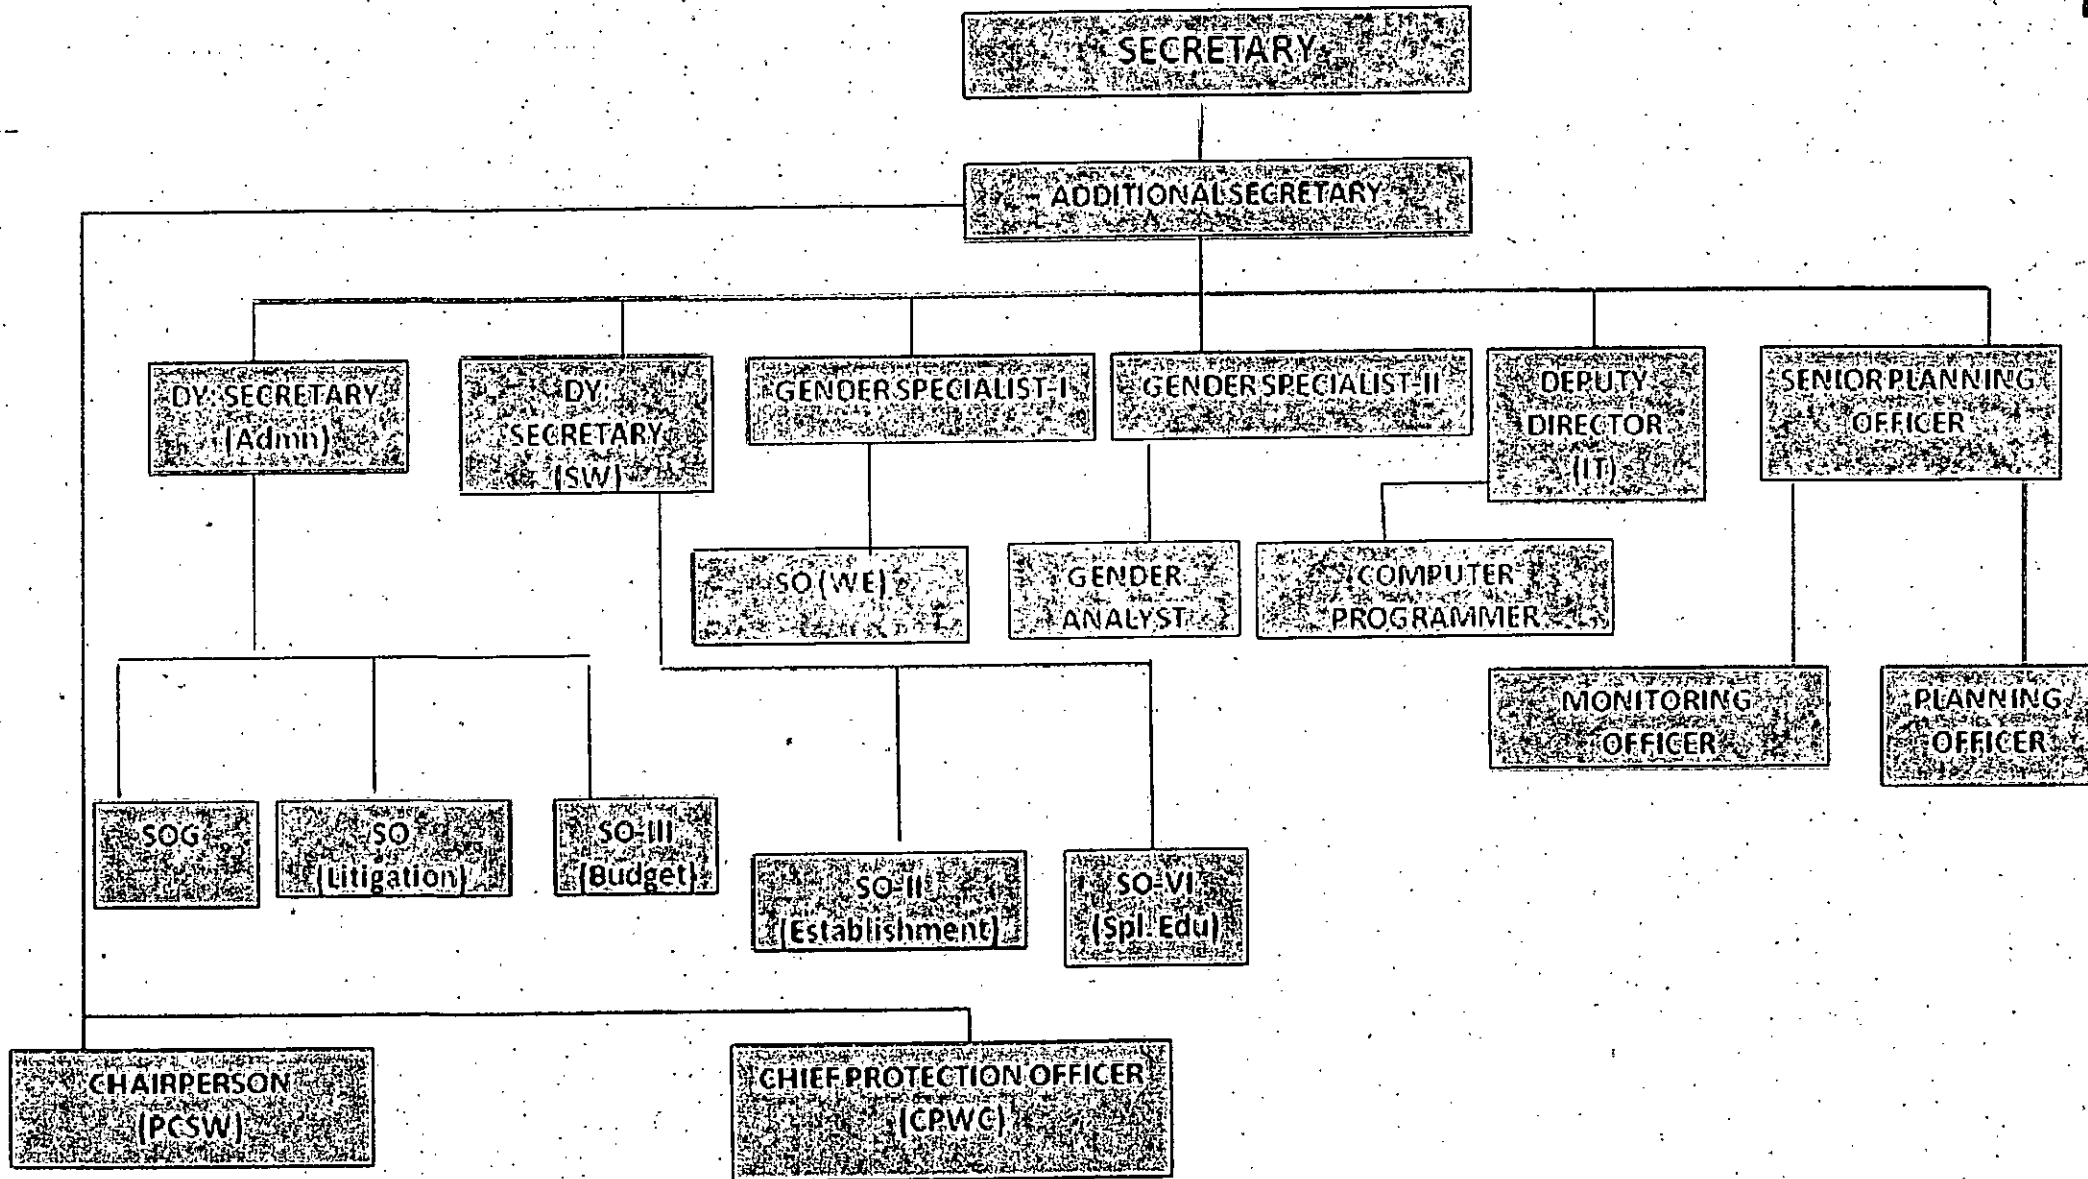 SECRETARY
ADDITIONAL SECRETARY
DY: SECRETARY
(Admn)
DY:
SECRETARY
(SW)
GENDER SPECIALIST-I
GENDER SPECIALIST-II
DEPUTY
DIRECTOR
(IT)
SENIOR PLANNING
OFFICER
SO (WE)
GENDER
ANALYST
COMPUTER
PROGRAMMER
MONITORING
OFFICER
PLANNING
OFFICER
SOG
SO
(Litigation)
SO-III
(Budget)
SO-II
(Establishment)
SO-VI
(Spl. Edu)
CHAIRPERSON
(PCSW)
CHIEF PROTECTION OFFICER
(CPWC)